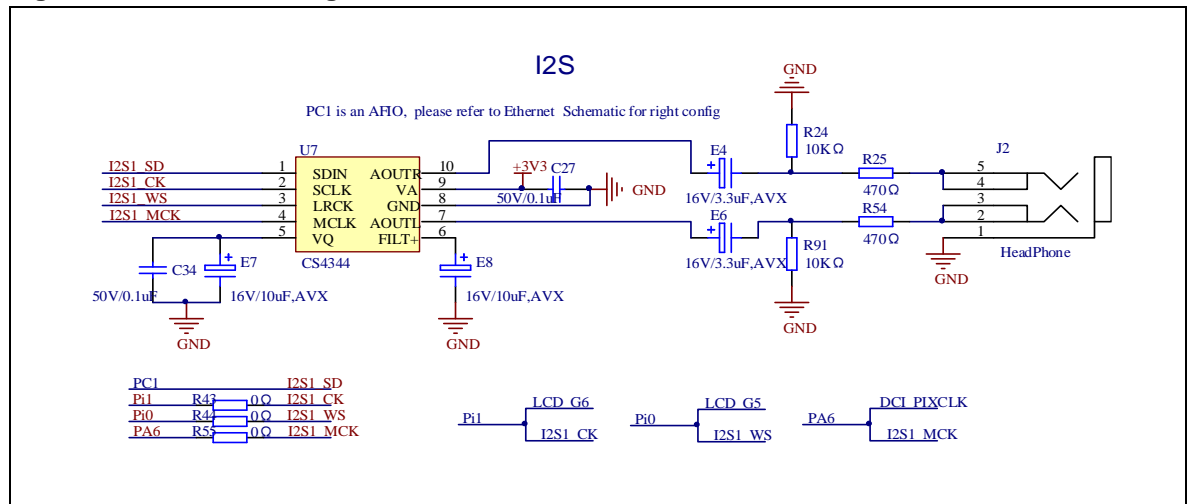 I2S
PC1 is an AFIO, please refer to Ethernet Schematic for right config
GND
R24
10KΩ
U7
I2S1_SD
I2S1_CK
I2S1_WS
I2S1_MCK
1
2
3
4
5
SDIN
SCLK
LRCK
MCLK
VQ
AOUTR
VA
GND
AOUTL
FILT+
10
9
8
7
6
CS4344
+3V3
C27
50V/0.1uF
GND
E4
+
16V/3.3uF,AVX
E6
+
16V/3.3uF,AVX
R25
470Ω
R54
470Ω
R91
10KΩ
GND
J2
5
4
3
2
1
HeadPhone
GND
C34
50V/0.1uF
E7
+
16V/10uF,AVX
GND
E8
+
16V/10uF,AVX
GND
PC1 I2S1_SD
Pi1 R43 0Ω I2S1_CK
Pi0 R44 0Ω I2S1_WS
PA6 R55 0Ω I2S1_MCK
Pi1
LCD_G6
I2S1_CK
Pi0
LCD_G5
I2S1_WS
PA6
DCI_PIXCLK
I2S1_MCK